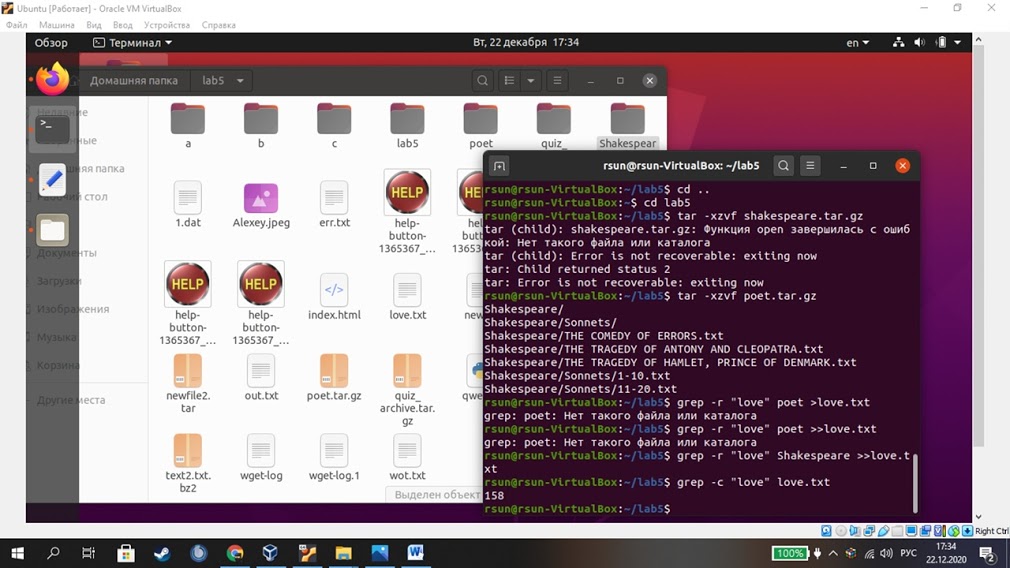 Ubuntu [Работает] - Oracle VM VirtualBox
Файл Машина Вид Ввод Устройства Справка
Обзор Терминал Вт, 22 декабря 17:34 en
Домашняя папка lab5
Рабочий стол
Документы
Загрузки
Изображения
Музыка
Корзина
Другие места
a b c lab5 poet quiz_ Shakespear
1.dat Alexey.jpeg err.txt help-button-1365367_...
help-button-1365367_... help-button-1365367_... index.html love.txt
newfile2.tar out.txt poet.tar.gz quiz_archive.tar.gz
text2.txt.bz2 wget-log wget-log.1 wot.txt
Выделен объект
rsun@rsun-VirtualBox: ~/lab5
rsun@rsun-VirtualBox:~/lab5$ cd ..
rsun@rsun-VirtualBox:~$ cd lab5
rsun@rsun-VirtualBox:~/lab5$ tar -xzvf shakespeare.tar.gz
tar (child): shakespeare.tar.gz: Функция open завершилась с ошиб
кой: Нет такого файла или каталога
tar (child): Error is not recoverable: exiting now
tar: Child returned status 2
tar: Error is not recoverable: exiting now
rsun@rsun-VirtualBox:~/lab5$ tar -xzvf poet.tar.gz
Shakespeare/
Shakespeare/Sonnets/
Shakespeare/THE COMEDY OF ERRORS.txt
Shakespeare/THE TRAGEDY OF ANTONY AND CLEOPATRA.txt
Shakespeare/THE TRAGEDY OF HAMLET, PRINCE OF DENMARK.txt
Shakespeare/Sonnets/1-10.txt
Shakespeare/Sonnets/11-20.txt
rsun@rsun-VirtualBox:~/lab5$ grep -r "love" poet >love.txt
grep: poet: Нет такого файла или каталога
rsun@rsun-VirtualBox:~/lab5$ grep -r "love" poet >>love.txt
grep: poet: Нет такого файла или каталога
rsun@rsun-VirtualBox:~/lab5$ grep -r "love" Shakespeare >>love.t
xt
rsun@rsun-VirtualBox:~/lab5$ grep -c "love" love.txt
158
rsun@rsun-VirtualBox:~/lab5$
Right Ctrl
100% РУС 17:34
22.12.2020 2